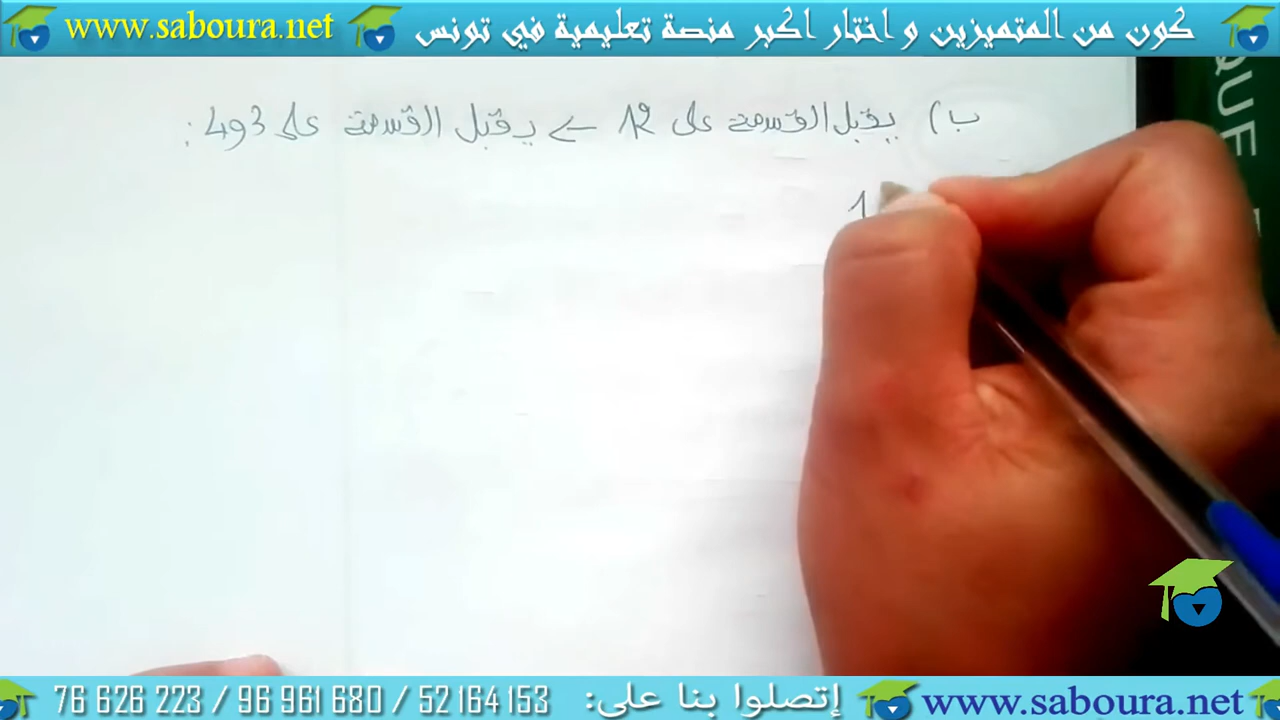 www.saboura.net
كون من المتميزين و اختار اكبر منصة تعليمية في تونس
ب) يقبل القسمة على 12 ← يقبل القسمة على 3 و 4 :
1
QUE
إتصلوا بنا على: 76 626 223 / 96 961 680 / 52 164 153
www.saboura.net